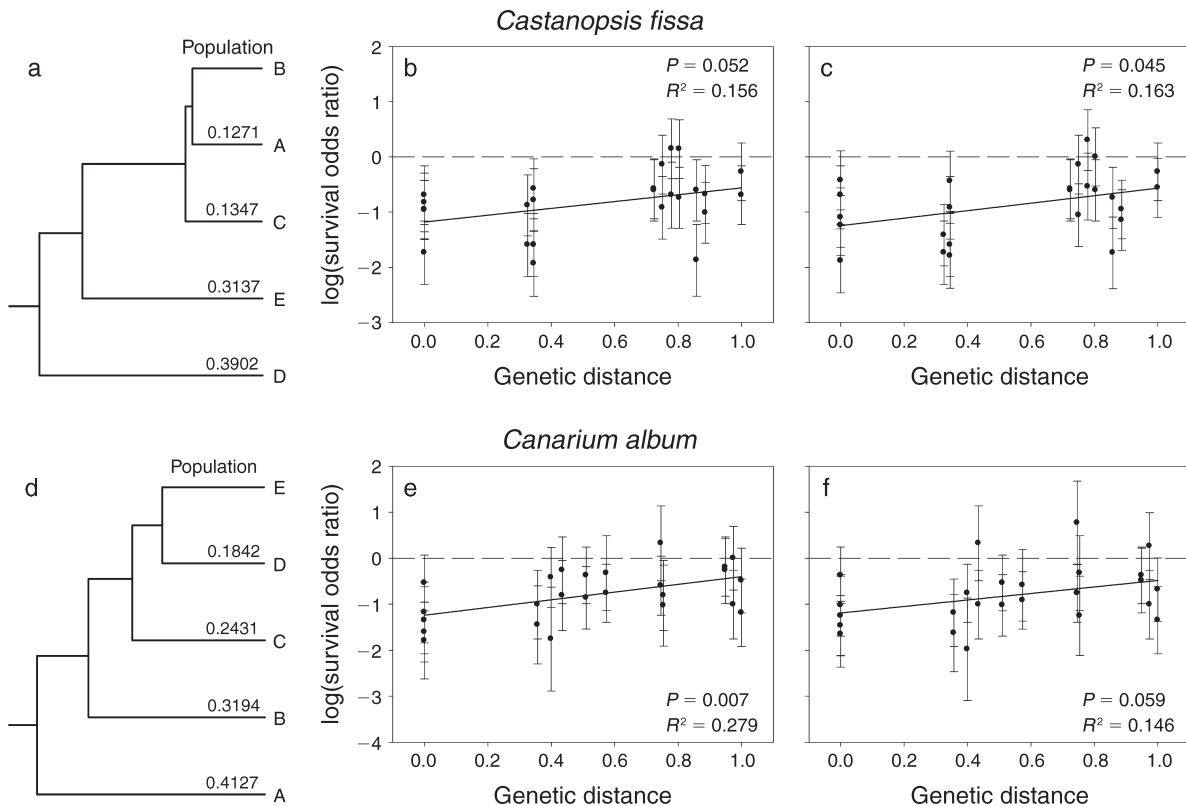 Castanopsis fissa
a
Population
B
0.1271
A
0.1347
C
0.3137
E
0.3902
D
log(survival odds ratio)
b
P = 0.052
R² = 0.156
2
1
0
−1
−2
−3
0.0 0.2 0.4 0.6 0.8 1.0
Genetic distance
c
P = 0.045
R² = 0.163
0.0 0.2 0.4 0.6 0.8 1.0
Genetic distance
Canarium album
d
Population
E
0.1842
D
0.2431
C
0.3194
B
0.4127
A
log(survival odds ratio)
e
2
1
0
−1
−2
−3
−4
P = 0.007
R² = 0.279
0.0 0.2 0.4 0.6 0.8 1.0
Genetic distance
f
P = 0.059
R² = 0.146
0.0 0.2 0.4 0.6 0.8 1.0
Genetic distance